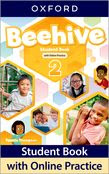 OXFORD
Beehive
Student Book
with Online Practice
2
Student Book
with Online Practice